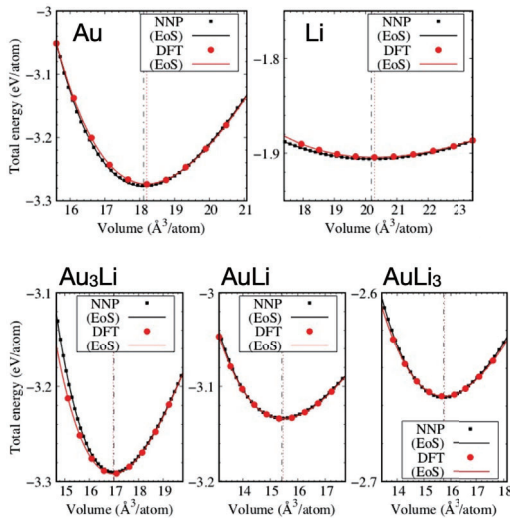 Au
NNP
(EoS)
DFT
(EoS)
Total energy (eV/atom)
−3
−3.1
−3.2
−3.3
16 17 18 19 20 21
Volume (Å³/atom)
Li
NNP
(EoS)
DFT
(EoS)
−1.8
−1.9
18 19 20 21 22 23
Volume (Å³/atom)
Au₃Li
NNP
(EoS)
DFT
(EoS)
Total energy (eV/atom)
−3.1
−3.2
−3.3
15 16 17 18 19
Volume (Å³/atom)
AuLi
NNP
(EoS)
DFT
(EoS)
−3
−3.1
−3.2
14 15 16 17
Volume (Å³/atom)
AuLi₃
−2.6
−2.7
NNP
(EoS)
DFT
(EoS)
14 15 16 17 18
Volume (Å³/atom)